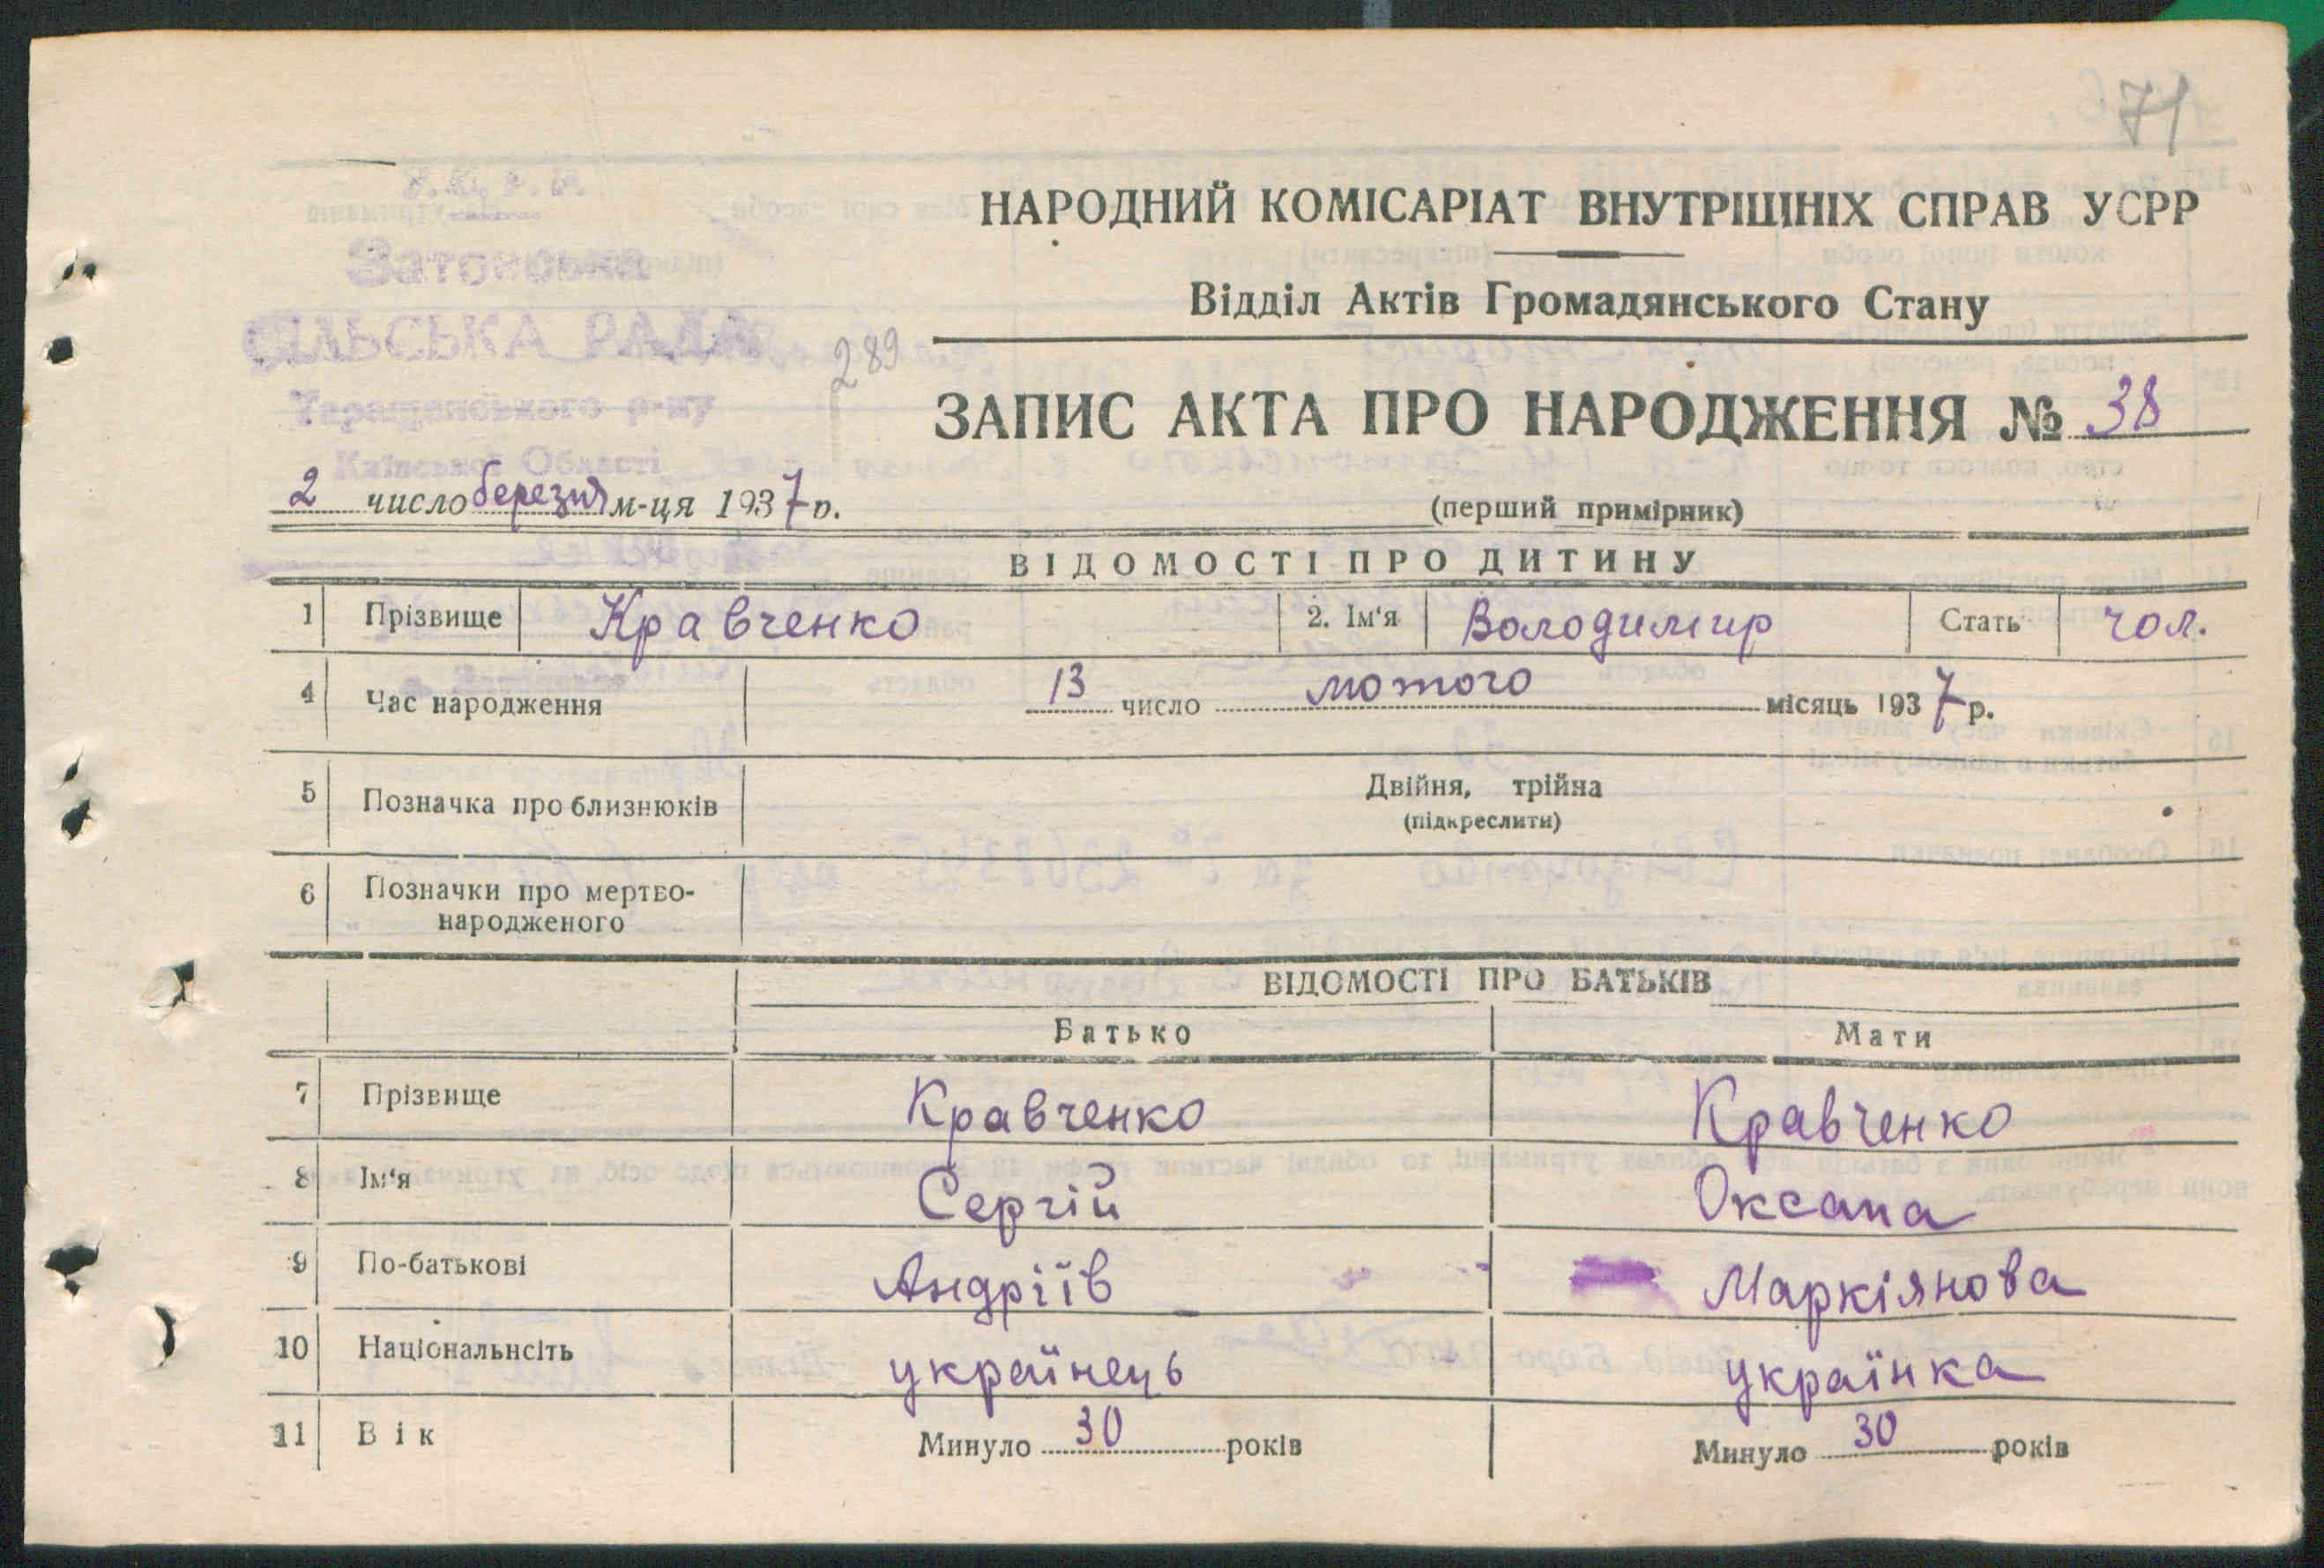 71
НАРОДНИЙ КОМІСАРІАТ ВНУТРІШНІХ СПРАВ УСРР
Відділ Актів Громадянського Стану
СІЛЬСЬКА РАДА
Таращанського р-ну
Київської Області
289
ЗАПИС АКТА ПРО НАРОДЖЕННЯ № 38
2 число березня м-ця 1937 р.
(перший примірник)
ВІДОМОСТІ ПРО ДИТИНУ
1 Прізвище Кравченко 2. Ім'я Володимир Стать чол.
4 Час народження 13 число лютого місяць 1937 р.
5 Позначка про близнюків Двійня, трійна
(підкреслити)
6 Позначки про мертво-
народженого
ВІДОМОСТІ ПРО БАТЬКІВ
Батько Мати
7 Прізвище Кравченко Кравченко
8 Ім'я Сергій Оксана
9 По-батькові Андріїв Маркіянова
10 Національнсіть українець українка
11 Вік Минуло 30 років Минуло 30 років